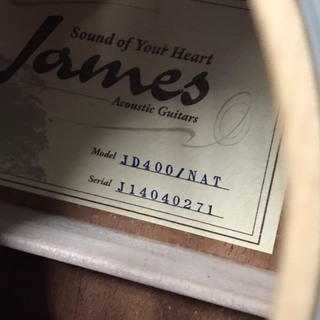 Sound of Your Heart
James
Acoustic Guitars
Model JD400/NAT
Serial J14040271